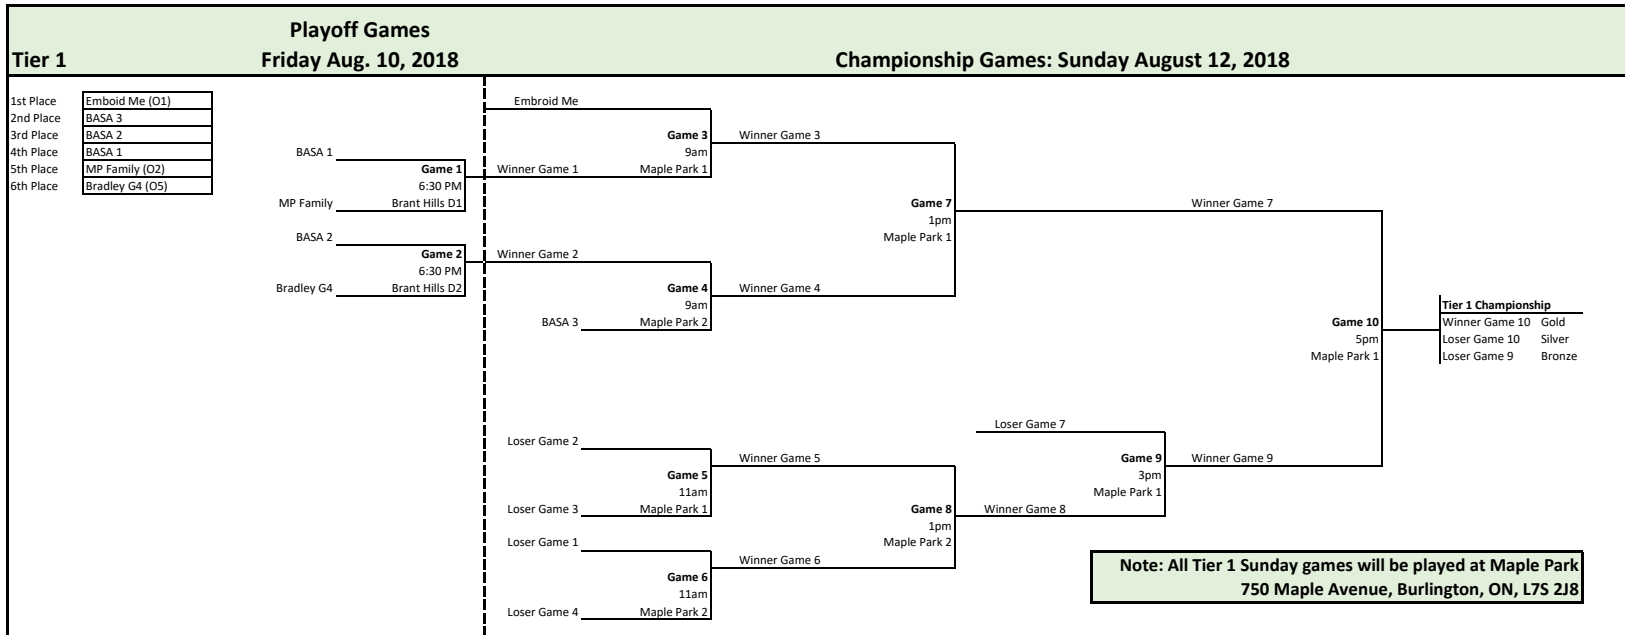 Playoff Games
Tier 1
Friday Aug. 10, 2018
Championship Games: Sunday August 12, 2018
1st Place Emboid Me (O1)
2nd Place BASA 3
3rd Place BASA 2
4th Place BASA 1
5th Place MP Family (O2)
6th Place Bradley G4 (O5)
BASA 1
Game 1
6:30 PM
MP Family
Brant Hills D1
BASA 2
Game 2
6:30 PM
Bradley G4
Brant Hills D2
Embroid Me
Game 3
9am
Winner Game 1
Maple Park 1
Winner Game 2
Game 4
9am
BASA 3
Maple Park 2
Loser Game 2
Game 5
11am
Loser Game 3
Maple Park 1
Loser Game 1
Game 6
11am
Loser Game 4
Maple Park 2
Winner Game 3
Game 7
1pm
Maple Park 1
Winner Game 4
Winner Game 5
Game 8
1pm
Maple Park 2
Winner Game 6
Loser Game 7
Game 9
3pm
Maple Park 1
Winner Game 8
Winner Game 7
Game 10
5pm
Maple Park 1
Winner Game 9
Tier 1 Championship
Winner Game 10 Gold
Loser Game 10 Silver
Loser Game 9 Bronze
Note: All Tier 1 Sunday games will be played at Maple Park
750 Maple Avenue, Burlington, ON, L7S 2J8